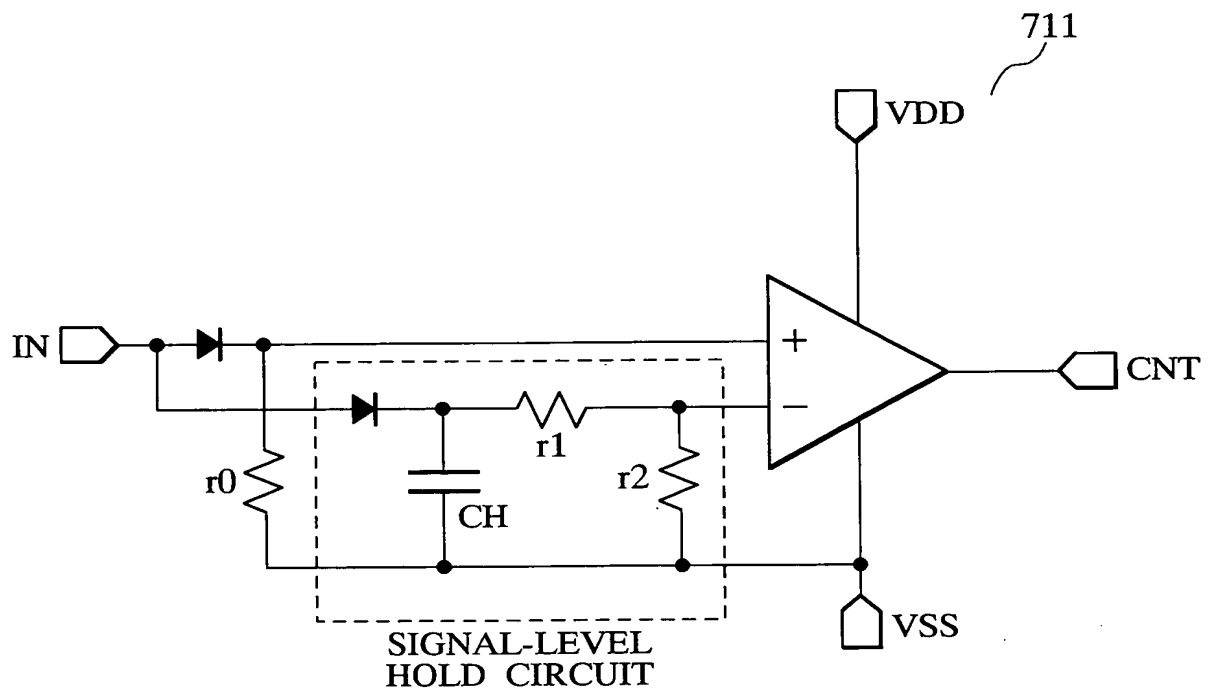 711
VDD
IN
+
CNT
−
r1
r0
r2
CH
VSS
SIGNAL-LEVEL
HOLD CIRCUIT